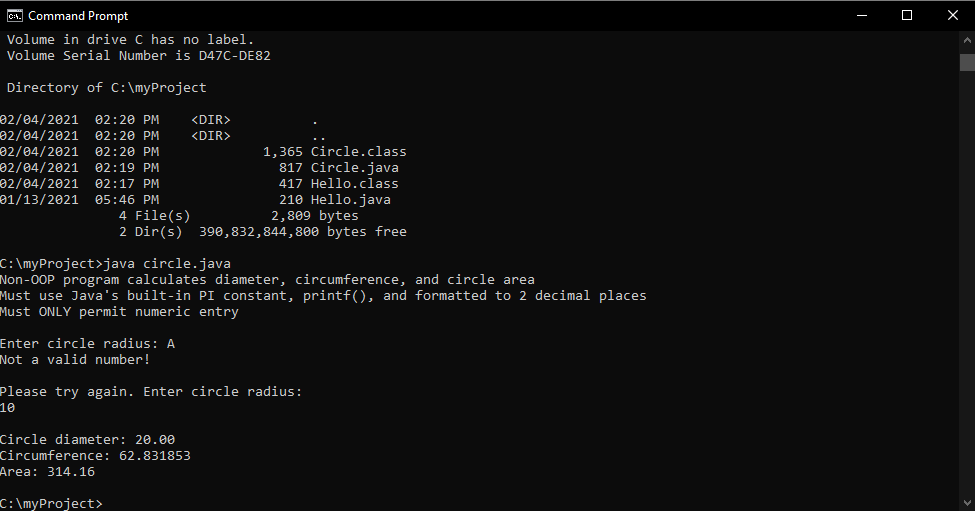 Command Prompt
Volume in drive C has no label.
Volume Serial Number is D47C-DE82
Directory of C:\myProject
02/04/2021  02:20 PM    <DIR>          .
02/04/2021  02:20 PM    <DIR>          ..
02/04/2021  02:20 PM             1,365 Circle.class
02/04/2021  02:19 PM               817 Circle.java
02/04/2021  02:17 PM               417 Hello.class
01/13/2021  05:46 PM               210 Hello.java
4 File(s)          2,809 bytes
2 Dir(s)  390,832,844,800 bytes free
C:\myProject>java circle.java
Non-OOP program calculates diameter, circumference, and circle area
Must use Java's built-in PI constant, printf(), and formatted to 2 decimal places
Must ONLY permit numeric entry
Enter circle radius: A
Not a valid number!
Please try again. Enter circle radius:
10
Circle diameter: 20.00
Circumference: 62.831853
Area: 314.16
C:\myProject>